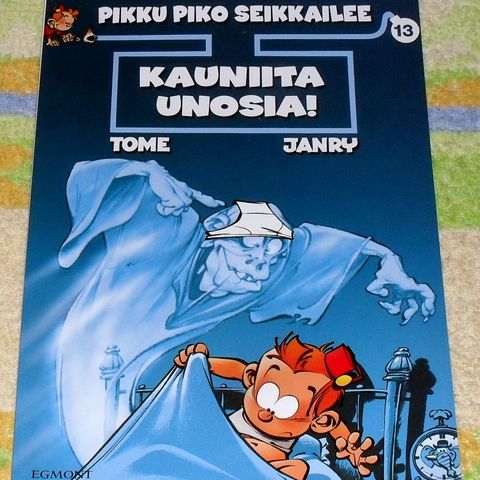 PIKKU PIKO SEIKKAILEE
13
KAUNIITA
UNOSIA!
TOME JANRY
EGMONT